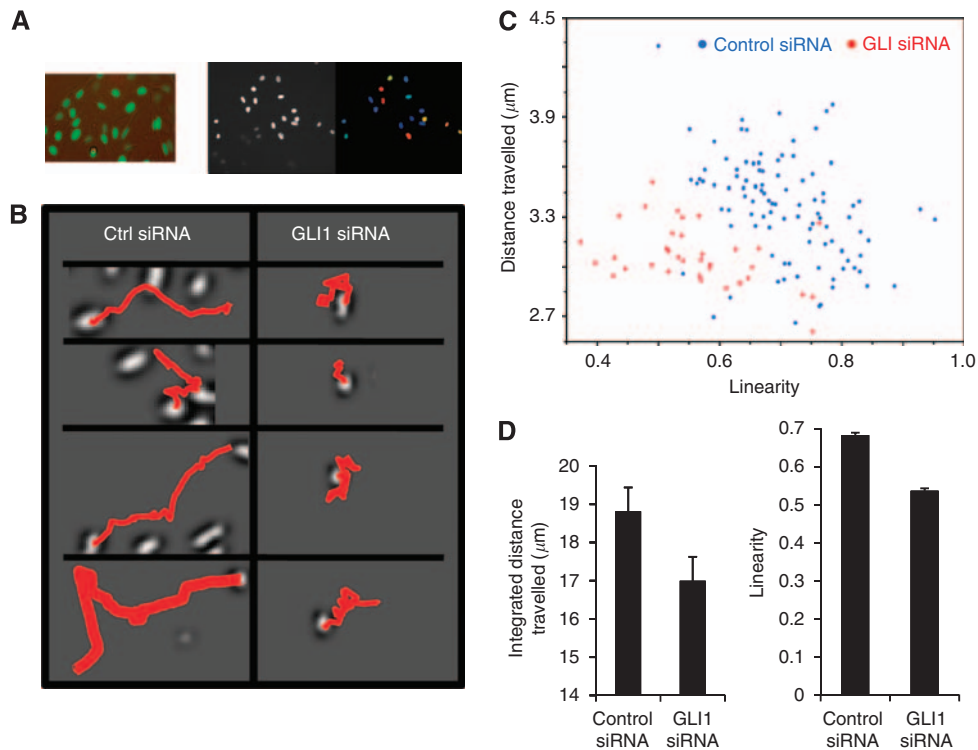 A
B
Ctrl siRNA
GLI1 siRNA
C
4.5
3.9
3.3
2.7
Distance travelled (μm)
Control siRNA
GLI siRNA
0.4
0.6
0.8
1.0
Linearity
D
20
19
18
17
16
15
14
Integrated distance
travelled (μm)
Control
siRNA
GLI1
siRNA
0.7
0.6
0.5
0.4
0.3
0.2
0.1
0
Linearity
Control
siRNA
GLI1
siRNA